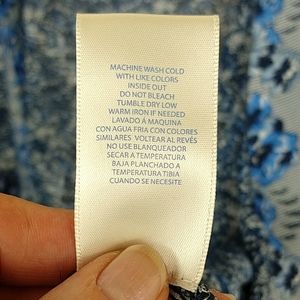 MACHINE WASH COLD
WITH LIKE COLORS
INSIDE OUT
DO NOT BLEACH
TUMBLE DRY LOW
WARM IRON IF NEEDED
LAVADO À MAQUINA
CON AGUA FRIA CON COLORES
SIMILARES VOLTEAR AL REVÉS
NO USE BLANQUEADOR
SECAR A TEMPERATURA
BAJA PLANCHADO A
TEMPERATURA TIBIA
CUANDO SE NECESITE